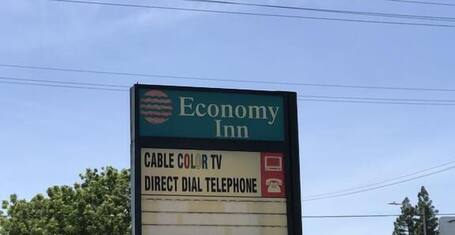 Economy
Inn
CABLE COLOR TV
DIRECT DIAL TELEPHONE